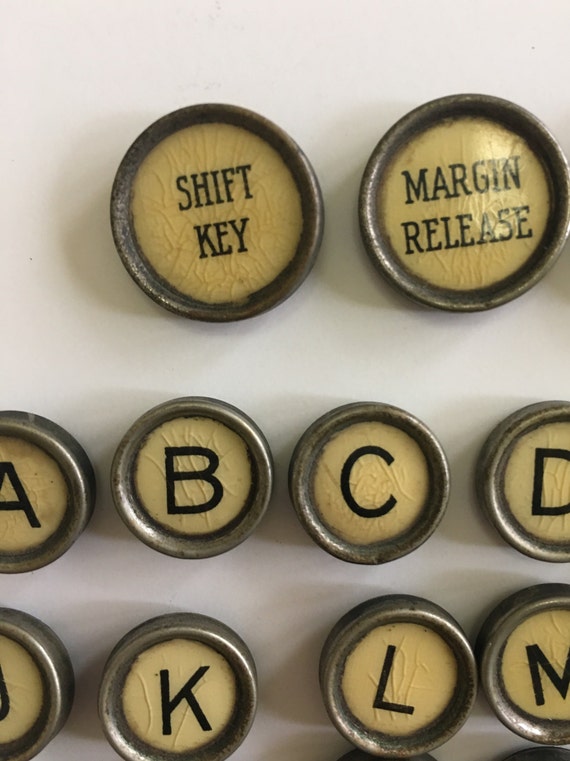 SHIFT
KEY
MARGIN
RELEASE
A B C D
J K L M